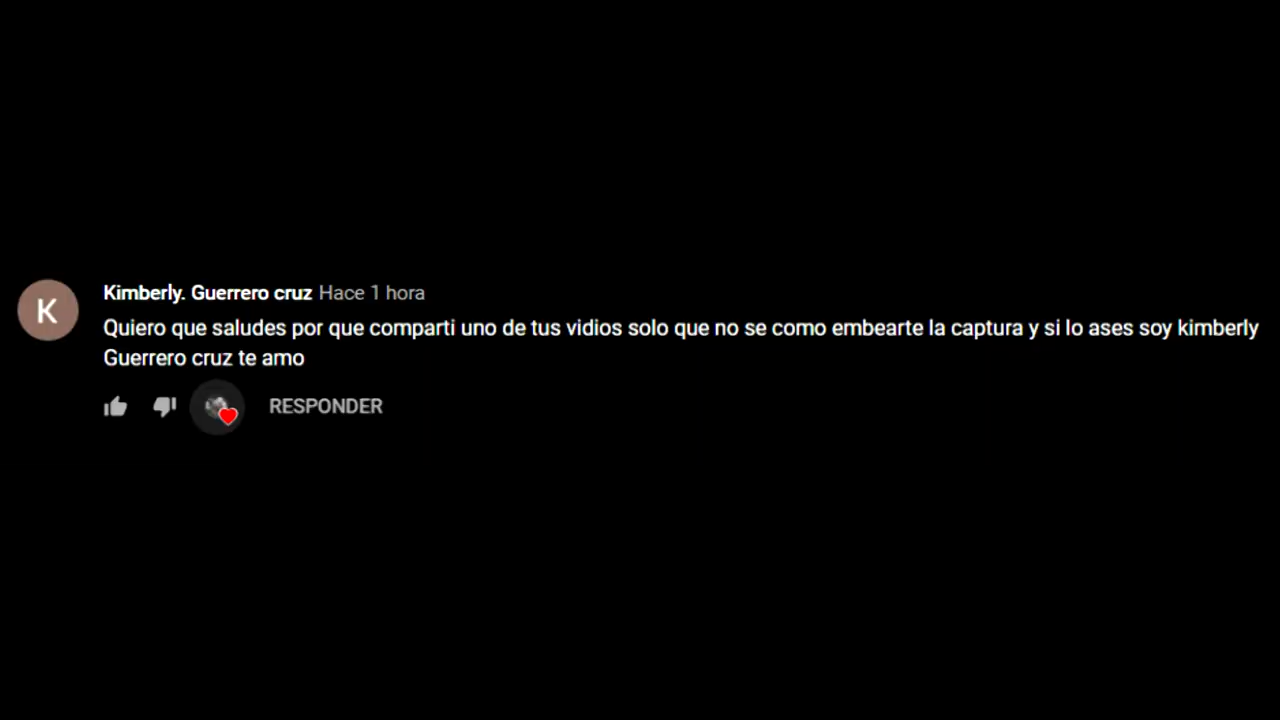 K
Kimberly. Guerrero cruz Hace 1 hora
Quiero que saludes por que comparti uno de tus vidios solo que no se como embearte la captura y si lo ases soy kimberly
Guerrero cruz te amo
RESPONDER